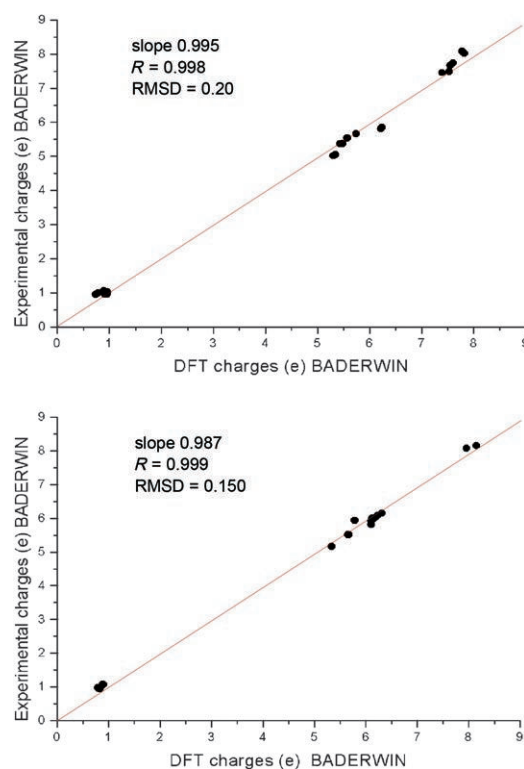 9
8
7
6
5
4
3
2
1
0
Experimental charges (e) BADERWIN
slope 0.995
R = 0.998
RMSD = 0.20
0 1 2 3 4 5 6 7 8 9
DFT charges (e) BADERWIN
9
8
7
6
5
4
3
2
1
0
Experimental charges (e) BADERWIN
slope 0.987
R = 0.999
RMSD = 0.150
0 1 2 3 4 5 6 7 8 9
DFT charges (e) BADERWIN